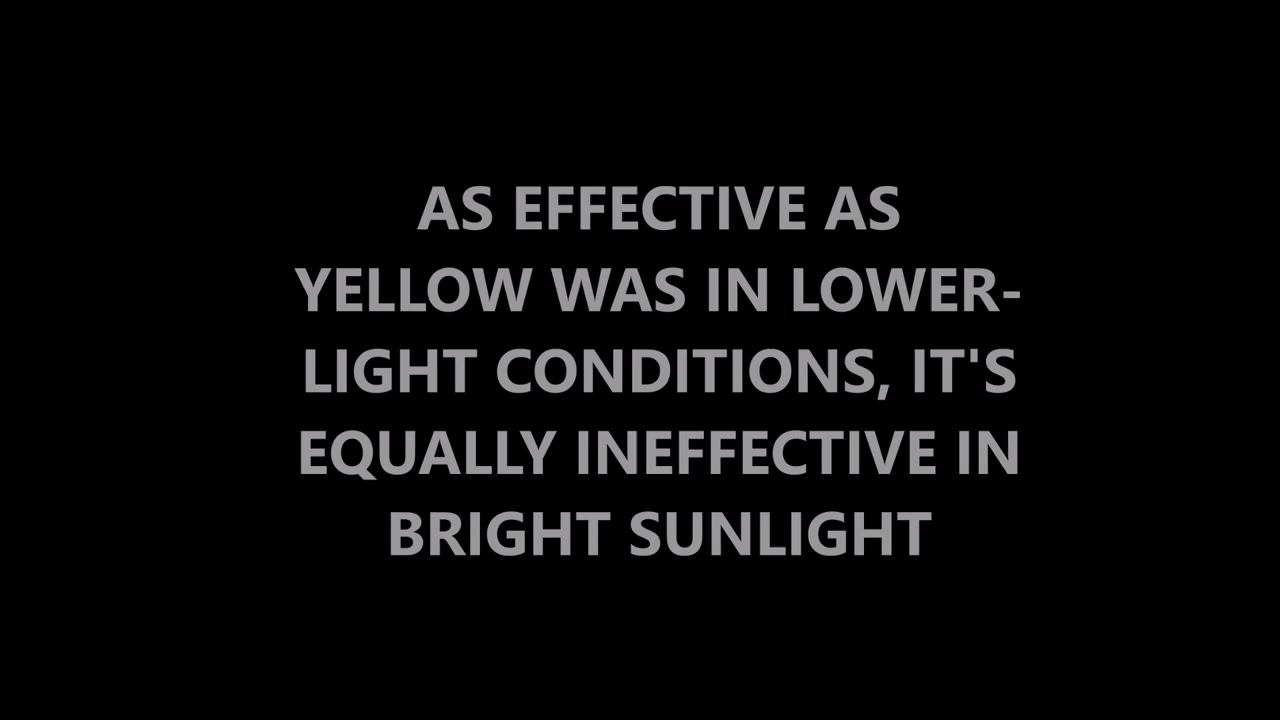 AS EFFECTIVE AS
YELLOW WAS IN LOWER-
LIGHT CONDITIONS, IT'S
EQUALLY INEFFECTIVE IN
BRIGHT SUNLIGHT